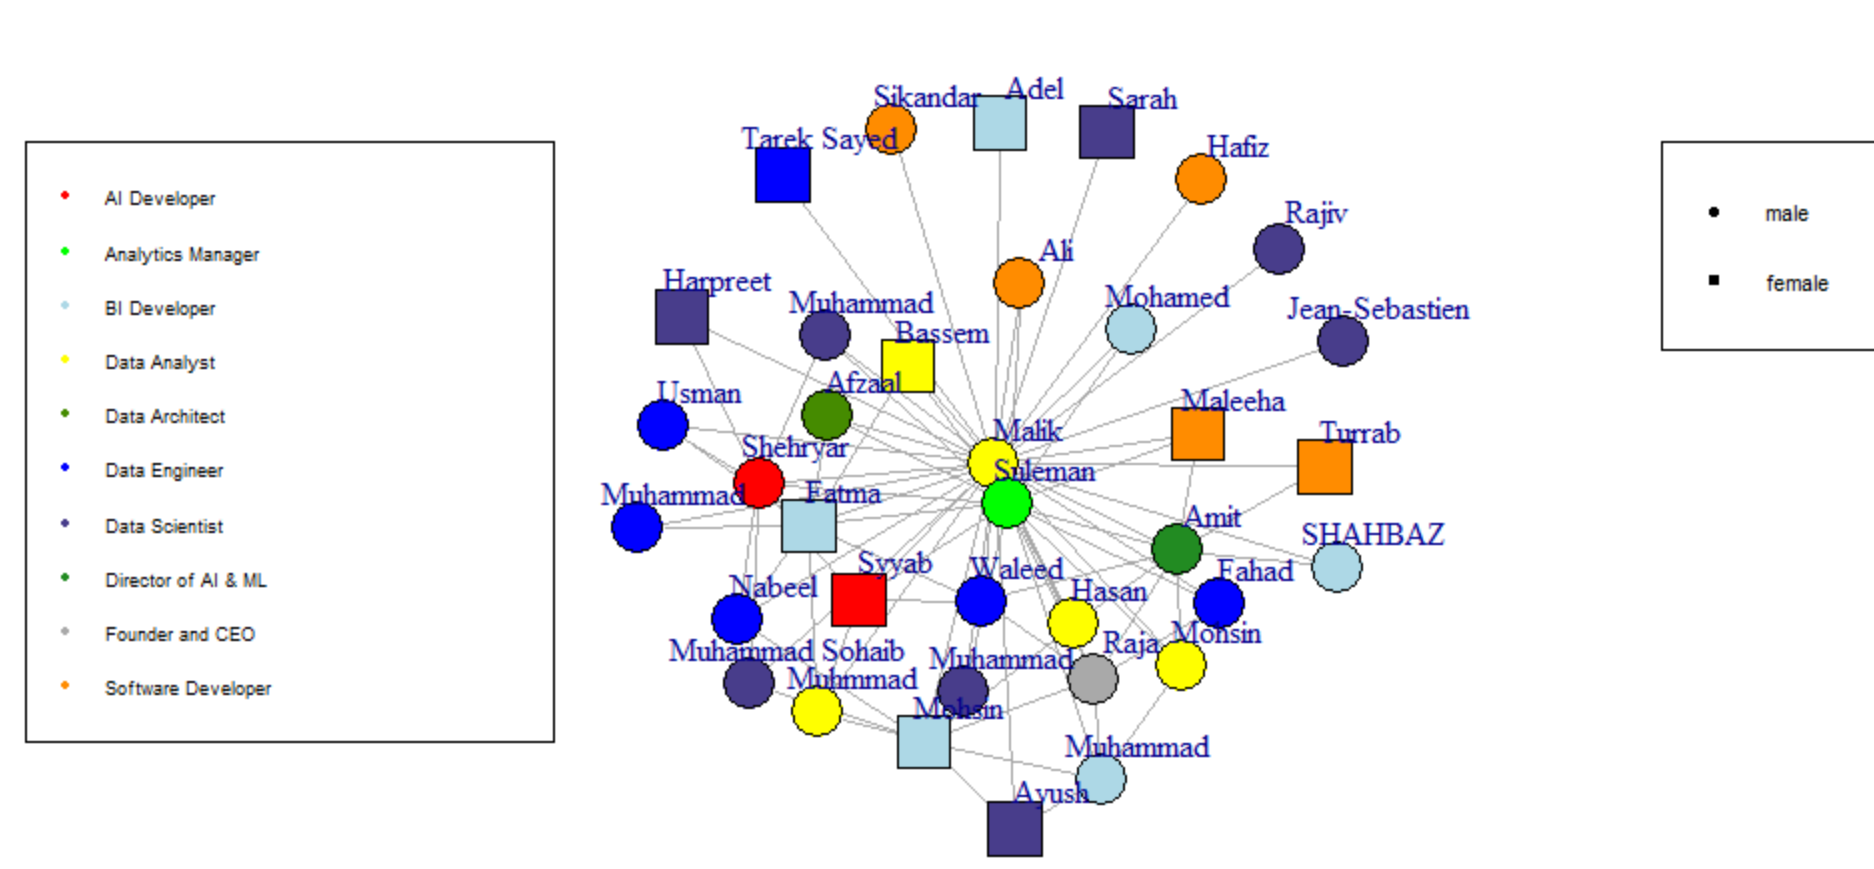 AI Developer
Analytics Manager
BI Developer
Data Analyst
Data Architect
Data Engineer
Data Scientist
Director of AI & ML
Founder and CEO
Software Developer
Sikandar
Adel
Sarah
Tarek Sayed
Hafiz
Rajiv
Ali
Harpreet
Muhammad
Mohamed
Jean-Sebastien
Bassem
Usman
Afzaal
Maleeha
Shehryar
Malik
Turrab
Muhammad
Fatma
Suleman
Amit
SHAHBAZ
Syyab
Waleed
Fahad
Nabeel
Hasan
Muhammad Sohaib
Muhammad
Raja
Mohsin
Muhmmad
Mohsin
Muhammad
Ayush
male
female